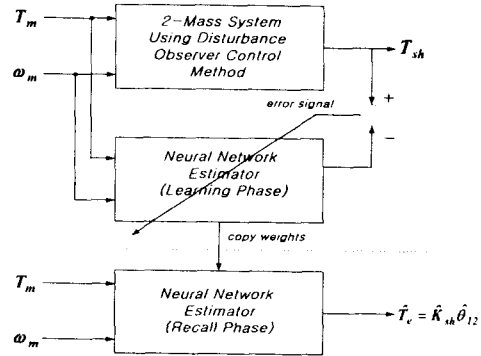 T_m
2-Mass System
Using Disturbance
Observer Control
Method
T_sh
ω_m
error signal
+
−
Neural Network
Estimator
(Learning Phase)
copy weights
T_m
Neural Network
Estimator
(Recall Phase)
T̂_e = K̂_sh θ̂_12
ω_m